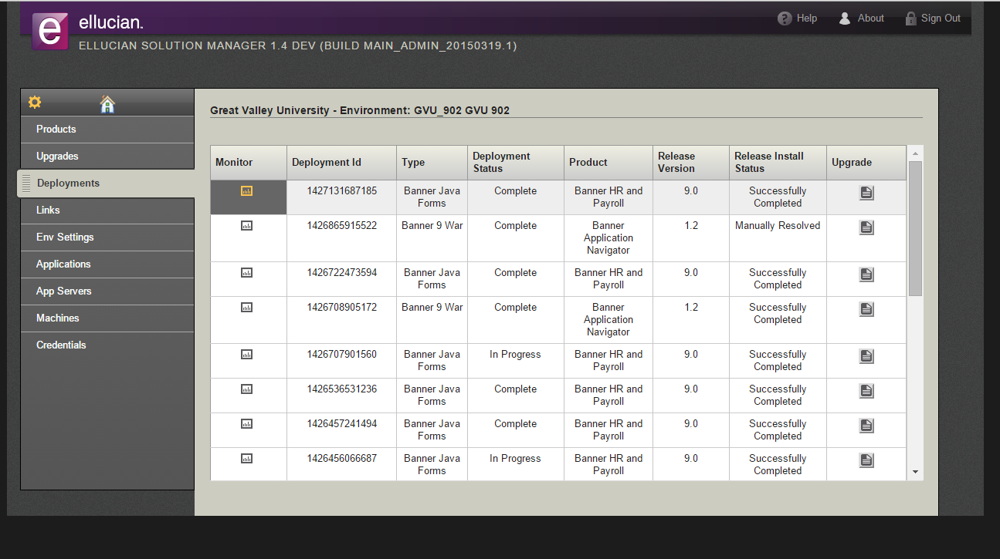 e ellucian.
Help About Sign Out
ELLUCIAN SOLUTION MANAGER 1.4 DEV (BUILD MAIN_ADMIN_20150319.1)
Products
Upgrades
Deployments
Links
Env Settings
Applications
App Servers
Machines
Credentials
Great Valley University - Environment: GVU_902 GVU 902
Monitor Deployment Id Type Deployment Status Product Release Version Release Install Status Upgrade
1427131687185 Banner Java Forms Complete Banner HR and Payroll 9.0 Successfully Completed
1426865915522 Banner 9 War Complete Banner Application Navigator 1.2 Manually Resolved
1426722473594 Banner Java Forms Complete Banner HR and Payroll 9.0 Successfully Completed
1426708905172 Banner 9 War Complete Banner Application Navigator 1.2 Successfully Completed
1426707901560 Banner Java Forms In Progress Banner HR and Payroll 9.0 Successfully Completed
1426536531236 Banner Java Forms Complete Banner HR and Payroll 9.0 Successfully Completed
1426457241494 Banner Java Forms Complete Banner HR and Payroll 9.0 Successfully Completed
1426456066687 Banner Java Forms In Progress Banner HR and Payroll 9.0 Successfully Completed